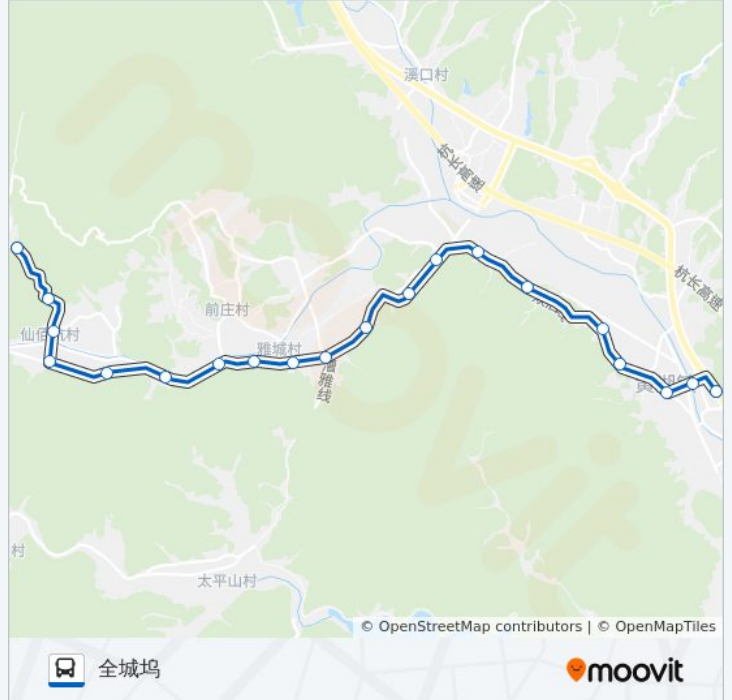 溪口村
杭长高速
杭长高速
前庄村
仙佰坑村
雅城村
漕雅线
村
太平山村
© OpenStreetMap contributors | © OpenMapTiles
全城坞
moovit